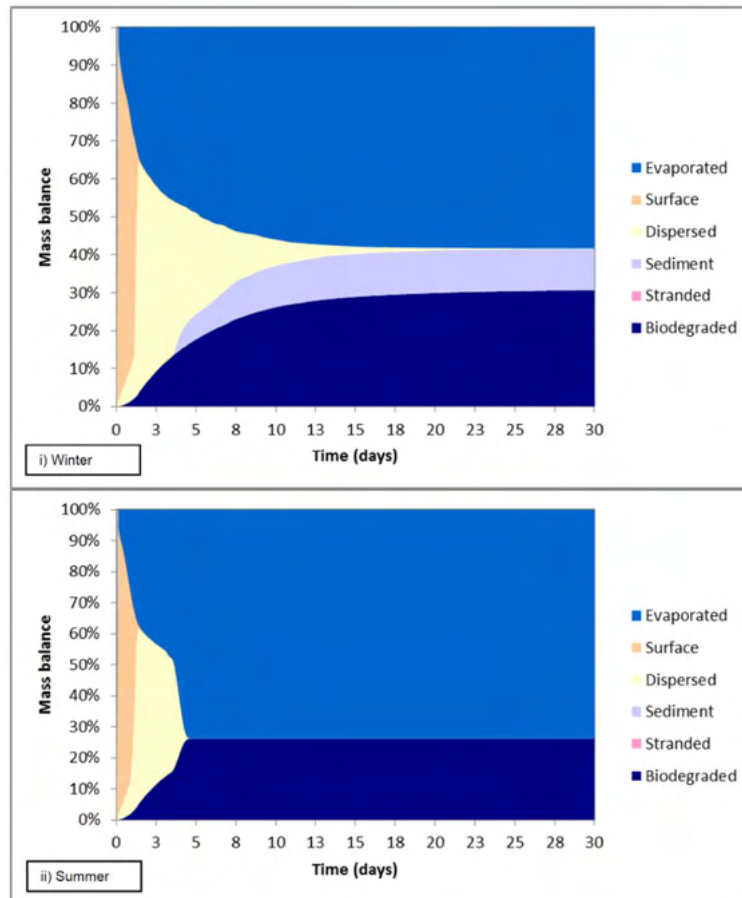 100%
90%
80%
70%
60%
50%
40%
30%
20%
10%
0%
Mass balance
0 3 5 8 10 13 15 18 20 23 25 28 30
Time (days)
Evaporated
Surface
Dispersed
Sediment
Stranded
Biodegraded
i) Winter
100%
90%
80%
70%
60%
50%
40%
30%
20%
10%
0%
Mass balance
0 3 5 8 10 13 15 18 20 23 25 28 30
Time (days)
Evaporated
Surface
Dispersed
Sediment
Stranded
Biodegraded
ii) Summer